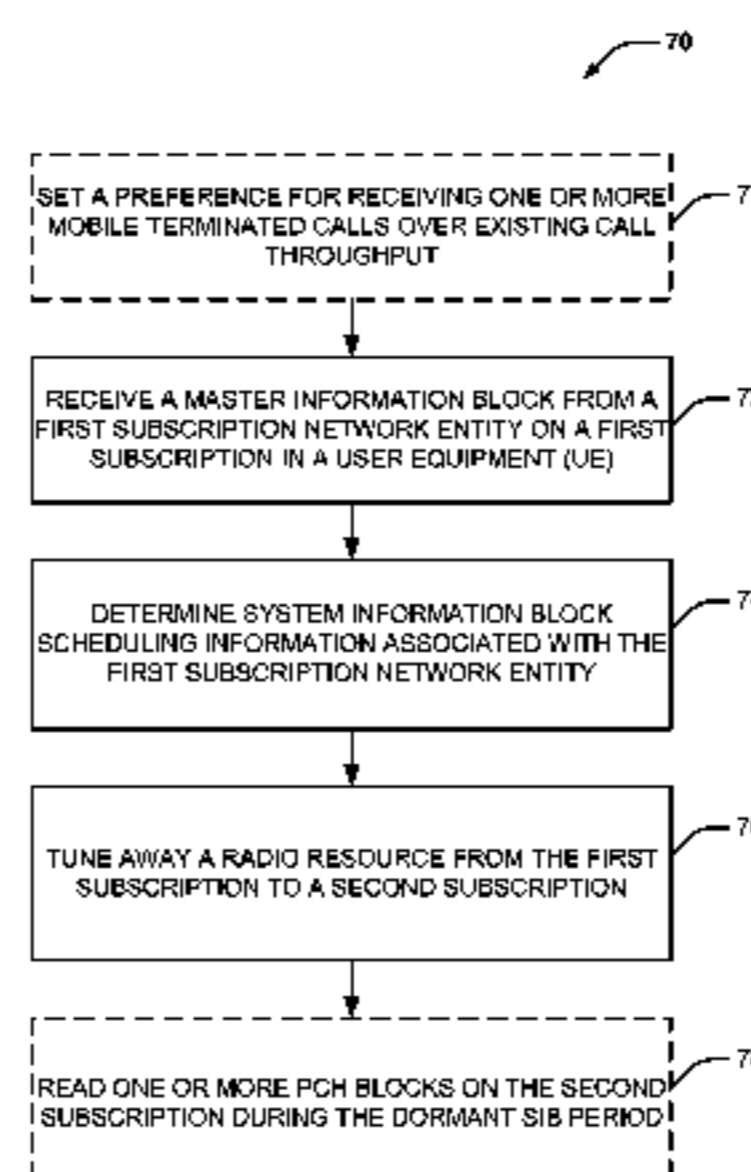 70
SET A PREFERENCE FOR RECEIVING ONE OR MORE
MOBILE TERMINATED CALLS OVER EXISTING CALL
THROUGHPUT
RECEIVE A MASTER INFORMATION BLOCK FROM A
FIRST SUBSCRIPTION NETWORK ENTITY ON A FIRST
SUBSCRIPTION IN A USER EQUIPMENT (UE)
DETERMINE SYSTEM INFORMATION BLOCK
SCHEDULING INFORMATION ASSOCIATED WITH THE
FIRST SUBSCRIPTION NETWORK ENTITY
TUNE AWAY A RADIO RESOURCE FROM THE FIRST
SUBSCRIPTION TO A SECOND SUBSCRIPTION
READ ONE OR MORE PCH BLOCKS ON THE SECOND
SUBSCRIPTION DURING THE DORMANT SIB PERIOD